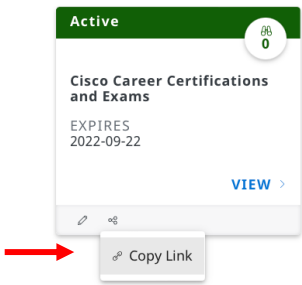 Active
0
Cisco Career Certifications
and Exams
EXPIRES
2022-09-22
VIEW >
Copy Link